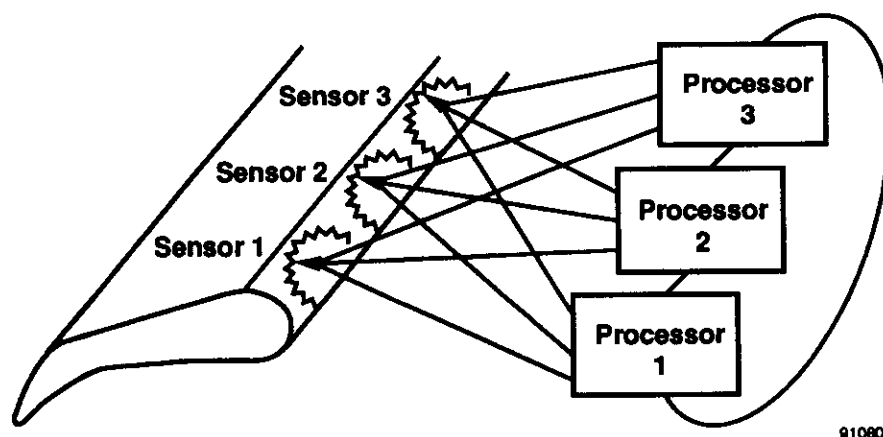 Sensor 3
Sensor 2
Sensor 1
Processor
3
Processor
2
Processor
1
91080